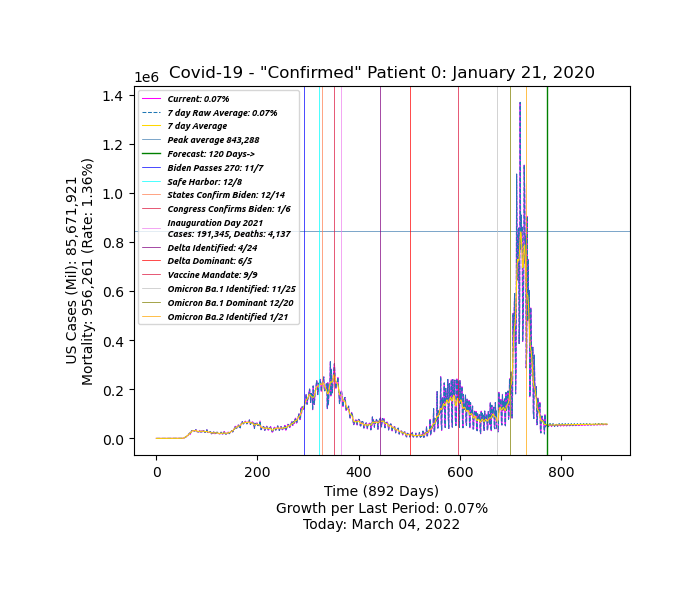 Covid-19 - "Confirmed" Patient 0: January 21, 2020
1e6
1.4
1.2
1.0
0.8
0.6
0.4
0.2
0.0
US Cases (Mil): 85,671,921
Mortality: 956,261 (Rate: 1.36%)
Current: 0.07%
7 day Raw Average: 0.07%
7 day Average
Peak average 843,288
Forecast: 120 Days->
Biden Passes 270: 11/7
Safe Harbor: 12/8
States Confirm Biden: 12/14
Congress Confirms Biden: 1/6
Inauguration Day 2021
Cases: 191,345, Deaths: 4,137
Delta Identified: 4/24
Delta Dominant: 6/5
Vaccine Mandate: 9/9
Omicron Ba.1 Identified: 11/25
Omicron Ba.1 Dominant 12/20
Omicron Ba.2 Identified 1/21
0 200 400 600 800
Time (892 Days)
Growth per Last Period: 0.07%
Today: March 04, 2022